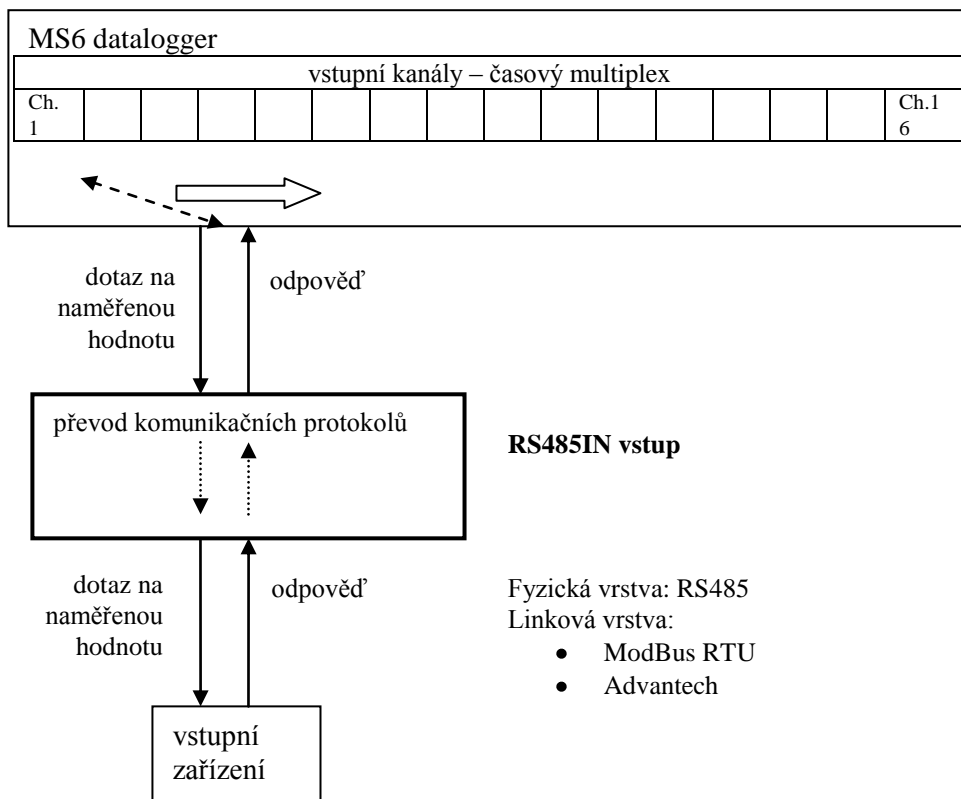 MS6 datalogger
vstupní kanály – časový multiplex
Ch.
1
Ch.1
6
dotaz na
naměřenou
hodnotu
odpověď
převod komunikačních protokolů
RS485IN vstup
dotaz na
naměřenou
hodnotu
odpověď
Fyzická vrstva: RS485
Linková vrstva:
● ModBus RTU
● Advantech
vstupní
zařízení